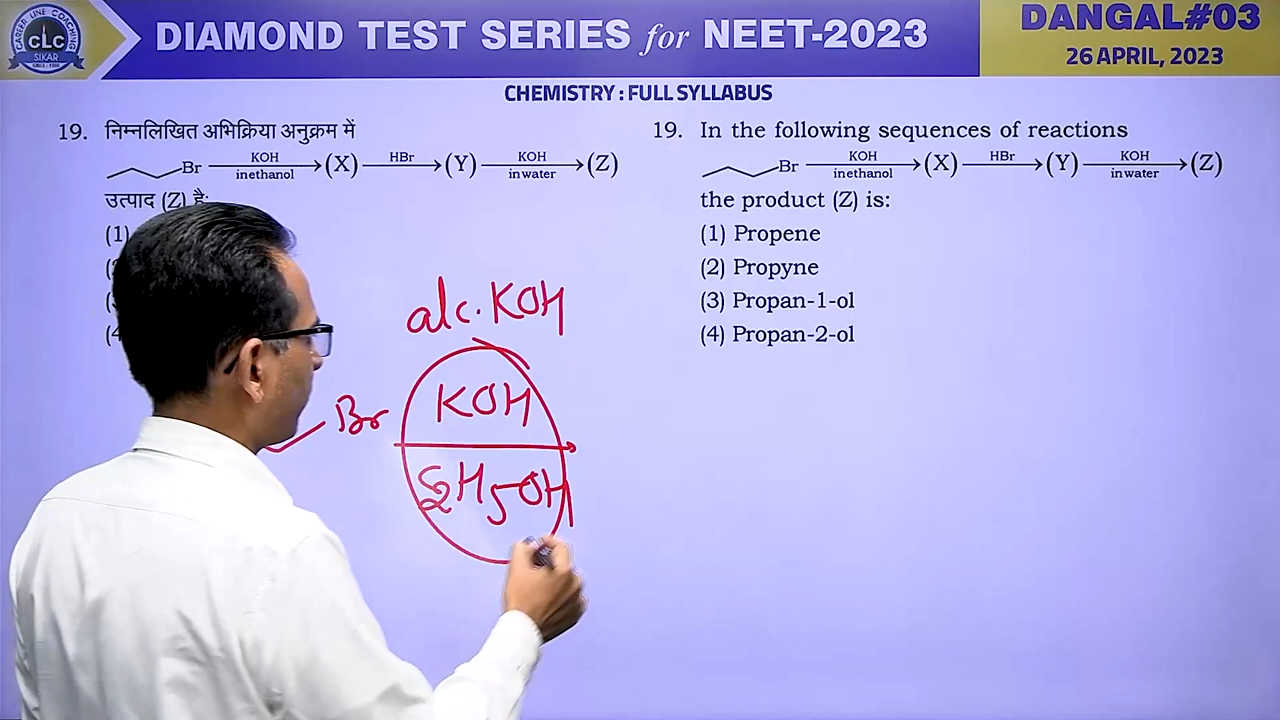 CAREER LINE COACHING
CLC
SIKAR
DIAMOND TEST SERIES for NEET-2023
DANGAL#03
26 APRIL, 2023
CHEMISTRY : FULL SYLLABUS
19. निम्नलिखित अभिक्रिया अनुक्रम में
Br KOH in ethanol (X) HBr (Y) KOH in water (Z)
उत्पाद (Z) है:
(1)
19. In the following sequences of reactions
Br KOH in ethanol (X) HBr (Y) KOH in water (Z)
the product (Z) is:
(1) Propene
(2) Propyne
(3) Propan-1-ol
(4) Propan-2-ol
alc. KOH
Br KOH
C2H5OH